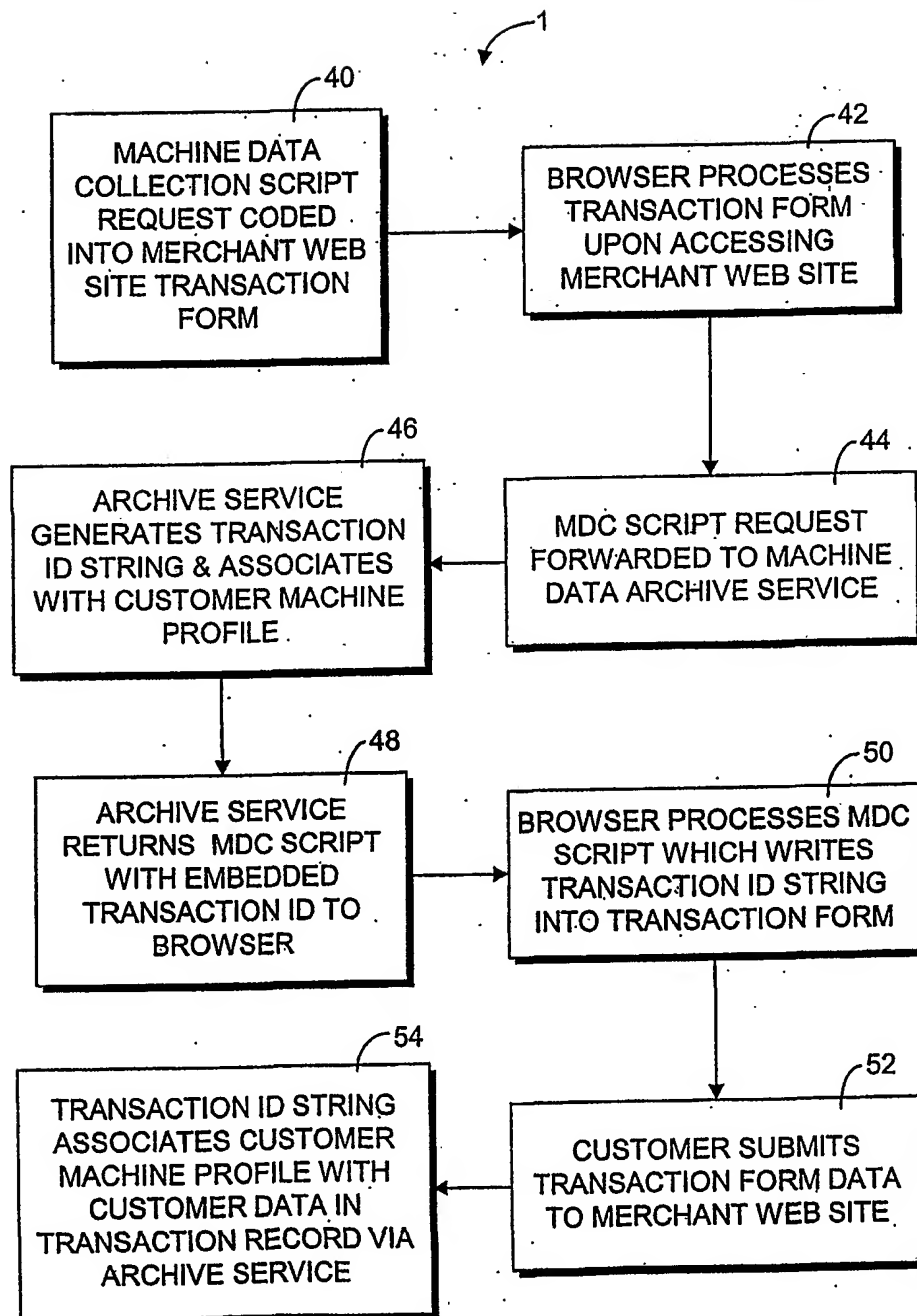 1
40
MACHINE DATA
COLLECTION SCRIPT
REQUEST CODED
INTO MERCHANT WEB
SITE TRANSACTION
FORM
42
BROWSER PROCESSES
TRANSACTION FORM
UPON ACCESSING
MERCHANT WEB SITE
44
MDC SCRIPT REQUEST
FORWARDED TO MACHINE
DATA ARCHIVE SERVICE
46
ARCHIVE SERVICE
GENERATES TRANSACTION
ID STRING & ASSOCIATES
WITH CUSTOMER MACHINE
PROFILE
48
ARCHIVE SERVICE
RETURNS MDC SCRIPT
WITH EMBEDDED
TRANSACTION ID TO
BROWSER
50
BROWSER PROCESSES MDC
SCRIPT WHICH WRITES
TRANSACTION ID STRING
INTO TRANSACTION FORM
52
CUSTOMER SUBMITS
TRANSACTION FORM DATA
TO MERCHANT WEB SITE
54
TRANSACTION ID STRING
ASSOCIATES CUSTOMER
MACHINE PROFILE WITH
CUSTOMER DATA IN
TRANSACTION RECORD VIA
ARCHIVE SERVICE